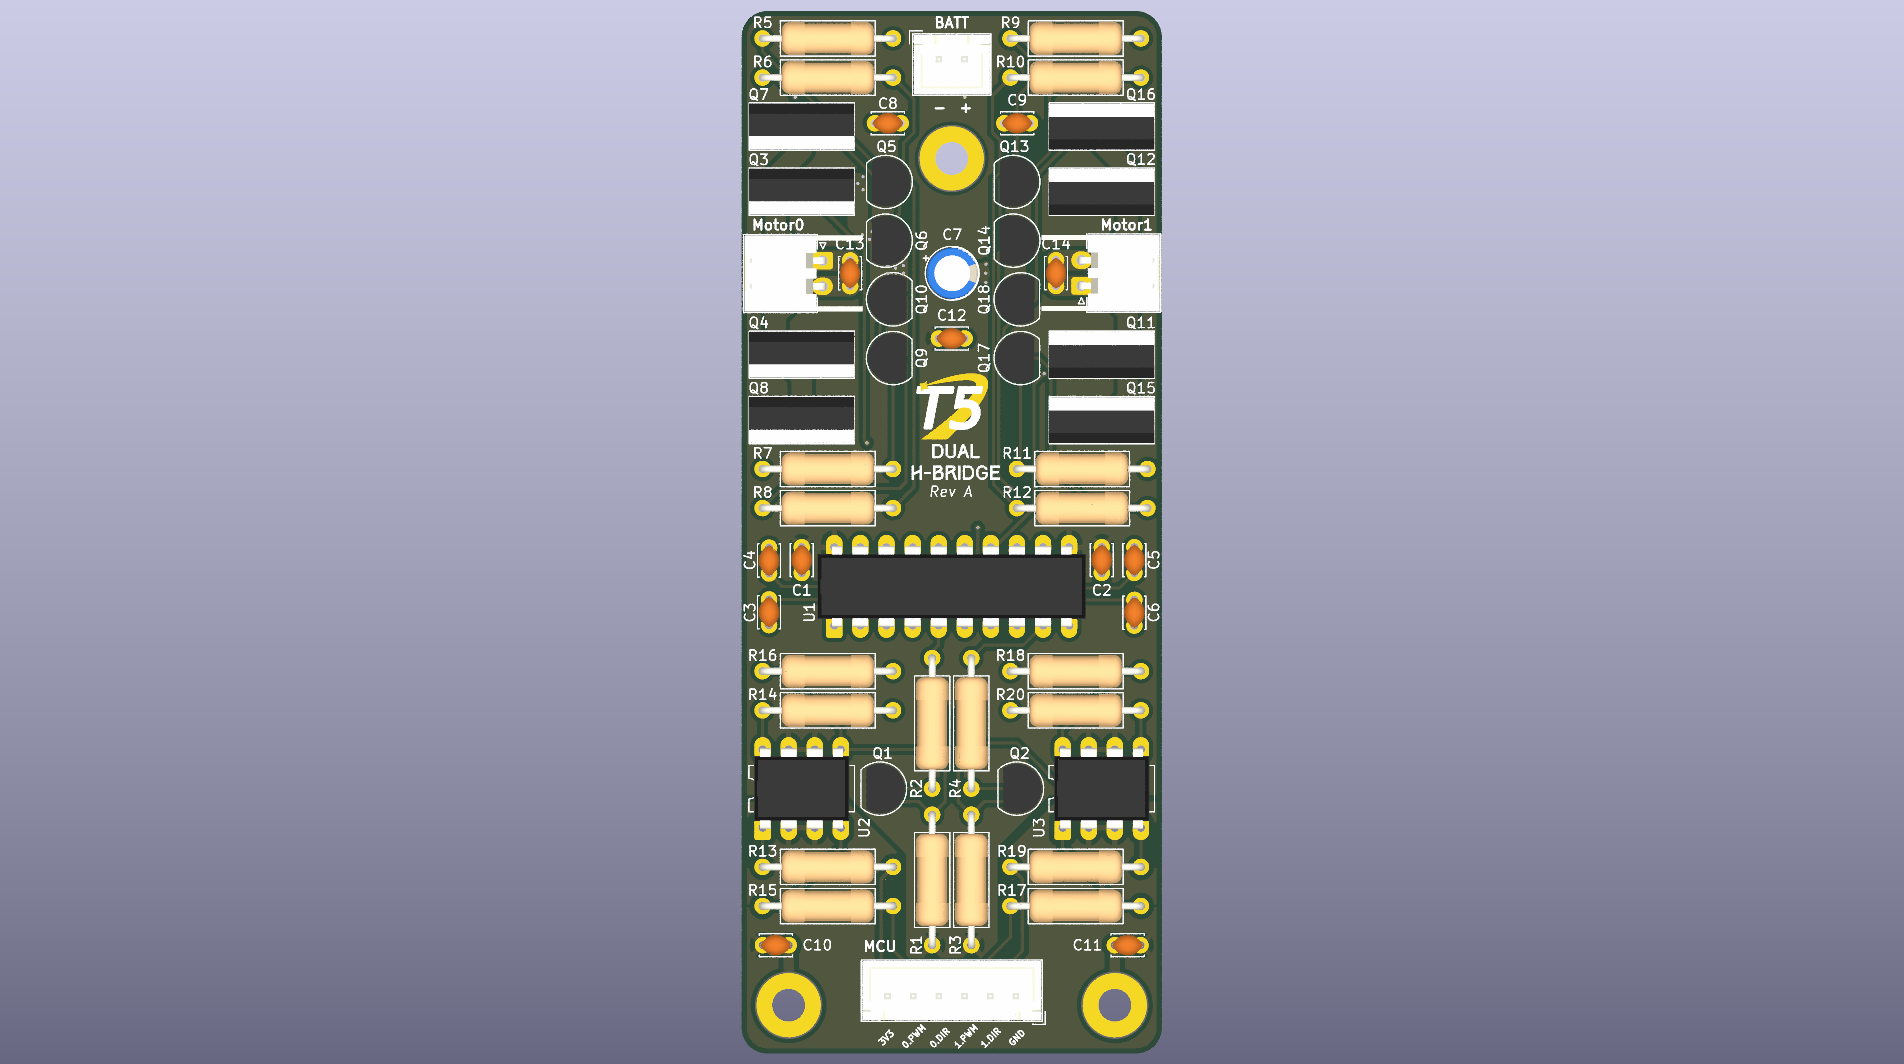 R5
BATT
R9
R6
R10
Q7
Q16
C8
C9
- +
Q5
Q13
Q3
Q12
Motor0
Motor1
C13
Q6
C7
+
Q14
C14
Q10
Q18
C12
Q4
Q11
Q9
Q17
Q8
Q15
T5
DUAL
H-BRIDGE
Rev A
R7
R11
R8
R12
C4
C1
C2
C5
C3
U1
C6
R16
R18
R14
R20
Q1
Q2
R2
R4
U2
U3
R13
R19
R15
R17
C10
MCU
R1
R3
C11
3V3
0.PWM
0.DIR
1.PWM
1.DIR
GND